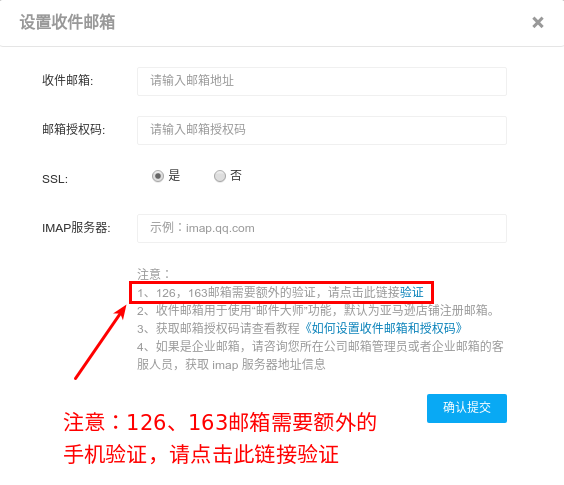 设置收件邮箱
收件邮箱:
请输入邮箱地址
邮箱授权码:
请输入邮箱授权码
SSL:
是
否
IMAP服务器:
示例：imap.qq.com
注意：
1、126，163邮箱需要额外的验证，请点击此链接验证
2、收件邮箱用于使用“邮件大师”功能，默认为亚马逊店铺注册邮箱。
3、获取邮箱授权码请查看教程《如何设置收件邮箱和授权码》
4、如果是企业邮箱，请咨询您所在公司邮箱管理员或者企业邮箱的客
服人员，获取 imap 服务器地址信息
确认提交
注意：126、163邮箱需要额外的
手机验证，请点击此链接验证